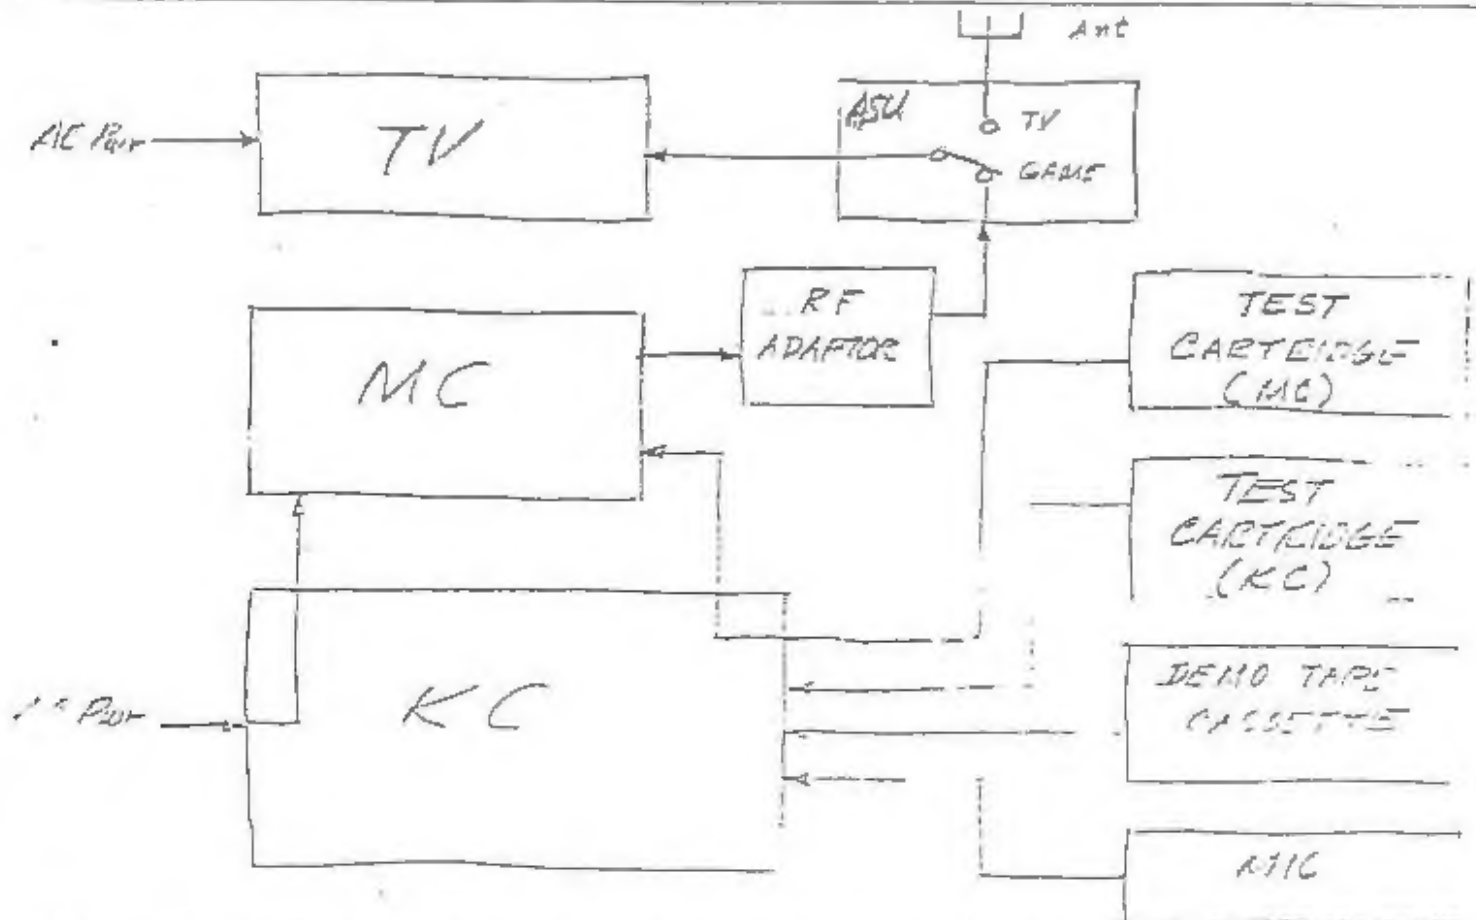 Ant
ASU
TV
AC Pwr
TV
GAME
RF
ADAPTOR
MC
TEST
CARTRIDGE
(MC)
TEST
CARTRIDGE
(KC)
KC
DEMO TAPE
CASSETTE
AC Pwr
MIC